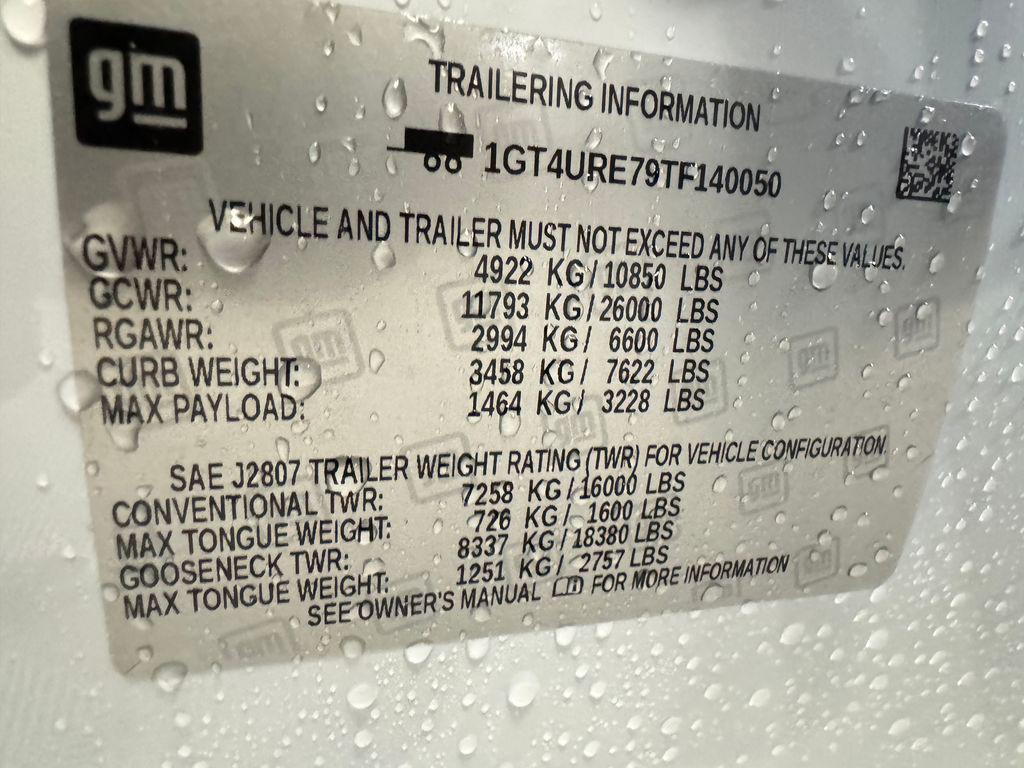 gm
TRAILERING INFORMATION
1GT4URE79TF140050
VEHICLE AND TRAILER MUST NOT EXCEED ANY OF THESE VALUES.
GVWR: 4922 KG/10850 LBS
GCWR: 11793 KG/26000 LBS
RGAWR: 2994 KG/ 6600 LBS
CURB WEIGHT: 3458 KG/ 7622 LBS
MAX PAYLOAD: 1464 KG/ 3228 LBS
SAE J2807 TRAILER WEIGHT RATING (TWR) FOR VEHICLE CONFIGURATION.
CONVENTIONAL TWR: 7258 KG/16000 LBS
MAX TONGUE WEIGHT: 726 KG/ 1600 LBS
GOOSENECK TWR: 8337 KG/18380 LBS
MAX TONGUE WEIGHT: 1251 KG/ 2757 LBS
SEE OWNER'S MANUAL FOR MORE INFORMATION